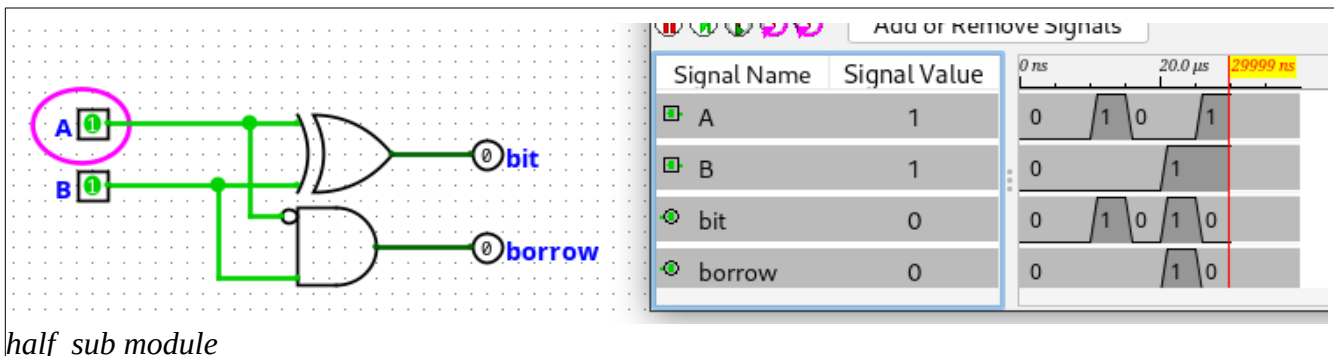 Add or Remove Signals
Signal Name Signal Value
0 ns 20.0 µs 29999 ns
A 1 0 1 0 1
B 1 0 1
bit 0 0 1 0 1 0
borrow 0 0 1 0
A 1
B 1
0 bit
0 borrow
half_sub module